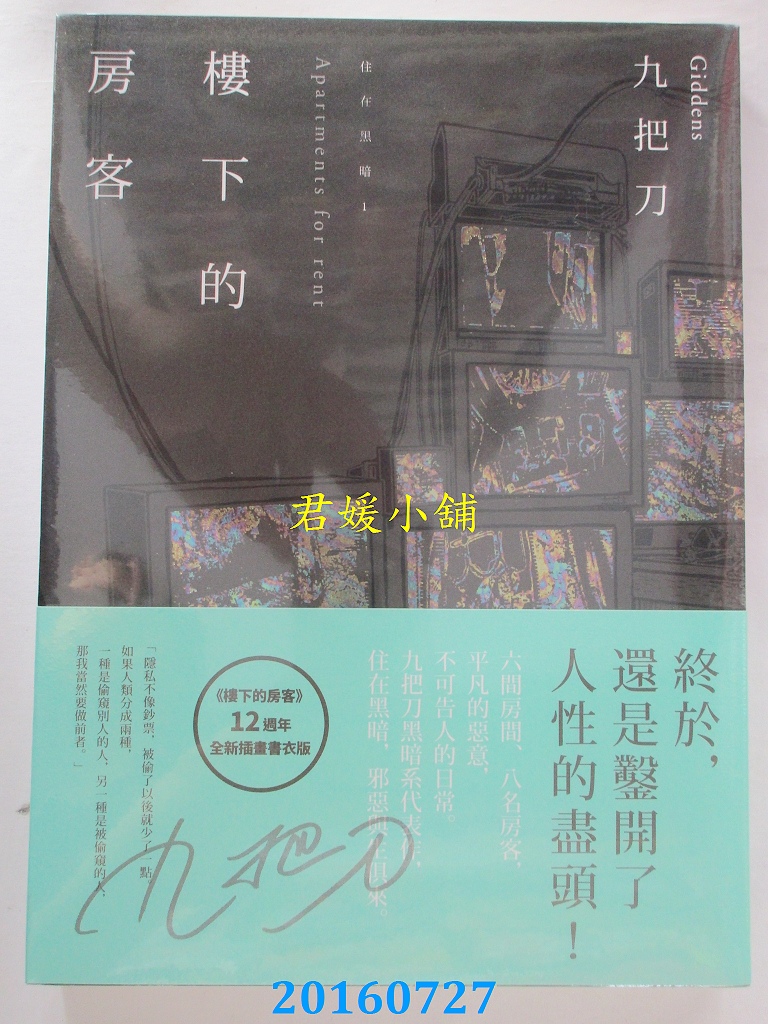 Giddens
九把刀
住在黑暗 1
Apartments for rent
樓下的
房客
君媛小舖
終於，
還是鑿開了
人性的盡頭！
六間房間、八名房客，
平凡的惡意，
不可告人的日常。
九把刀黑暗系代表作，
住在黑暗，邪惡與生俱來。
《樓下的房客》
12週年
全新插畫書衣版
「隱私不像鈔票，被偷了以後就少了一點。
如果人類分成兩種，
一種是偷窺別人的人，另一種是被偷窺的人，
那我當然要做前者。」
九把刀
20160727